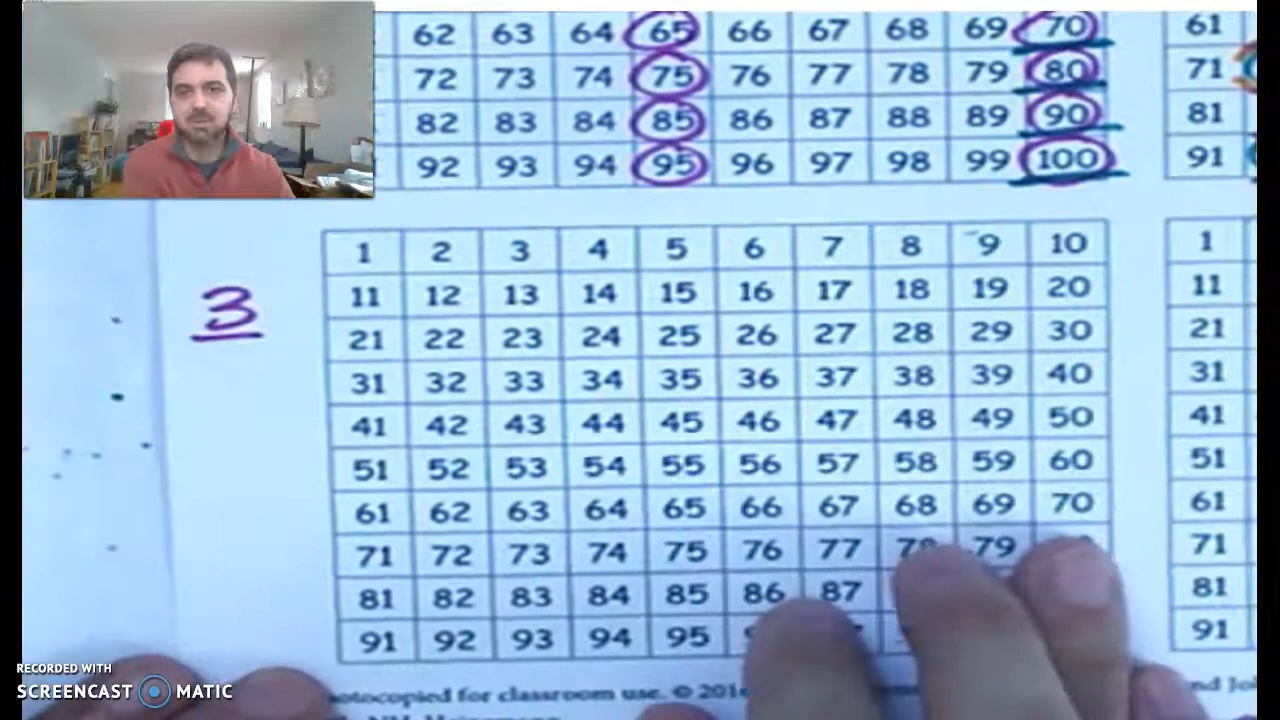 62 63 64 65 66 67 68 69 70 61
72 73 74 75 76 77 78 79 80 71
82 83 84 85 86 87 88 89 90 81
92 93 94 95 96 97 98 99 100 91
3
1 2 3 4 5 6 7 8 9 10 1
11 12 13 14 15 16 17 18 19 20 11
21 22 23 24 25 26 27 28 29 30 21
31 32 33 34 35 36 37 38 39 40 31
41 42 43 44 45 46 47 48 49 50 41
51 52 53 54 55 56 57 58 59 60 51
61 62 63 64 65 66 67 68 69 70 61
71 72 73 74 75 76 77 78 79 71
81 82 83 84 85 86 87 81
91 92 93 94 95 91
for classroom use. ©
RECORDED WITH
SCREENCAST MATIC